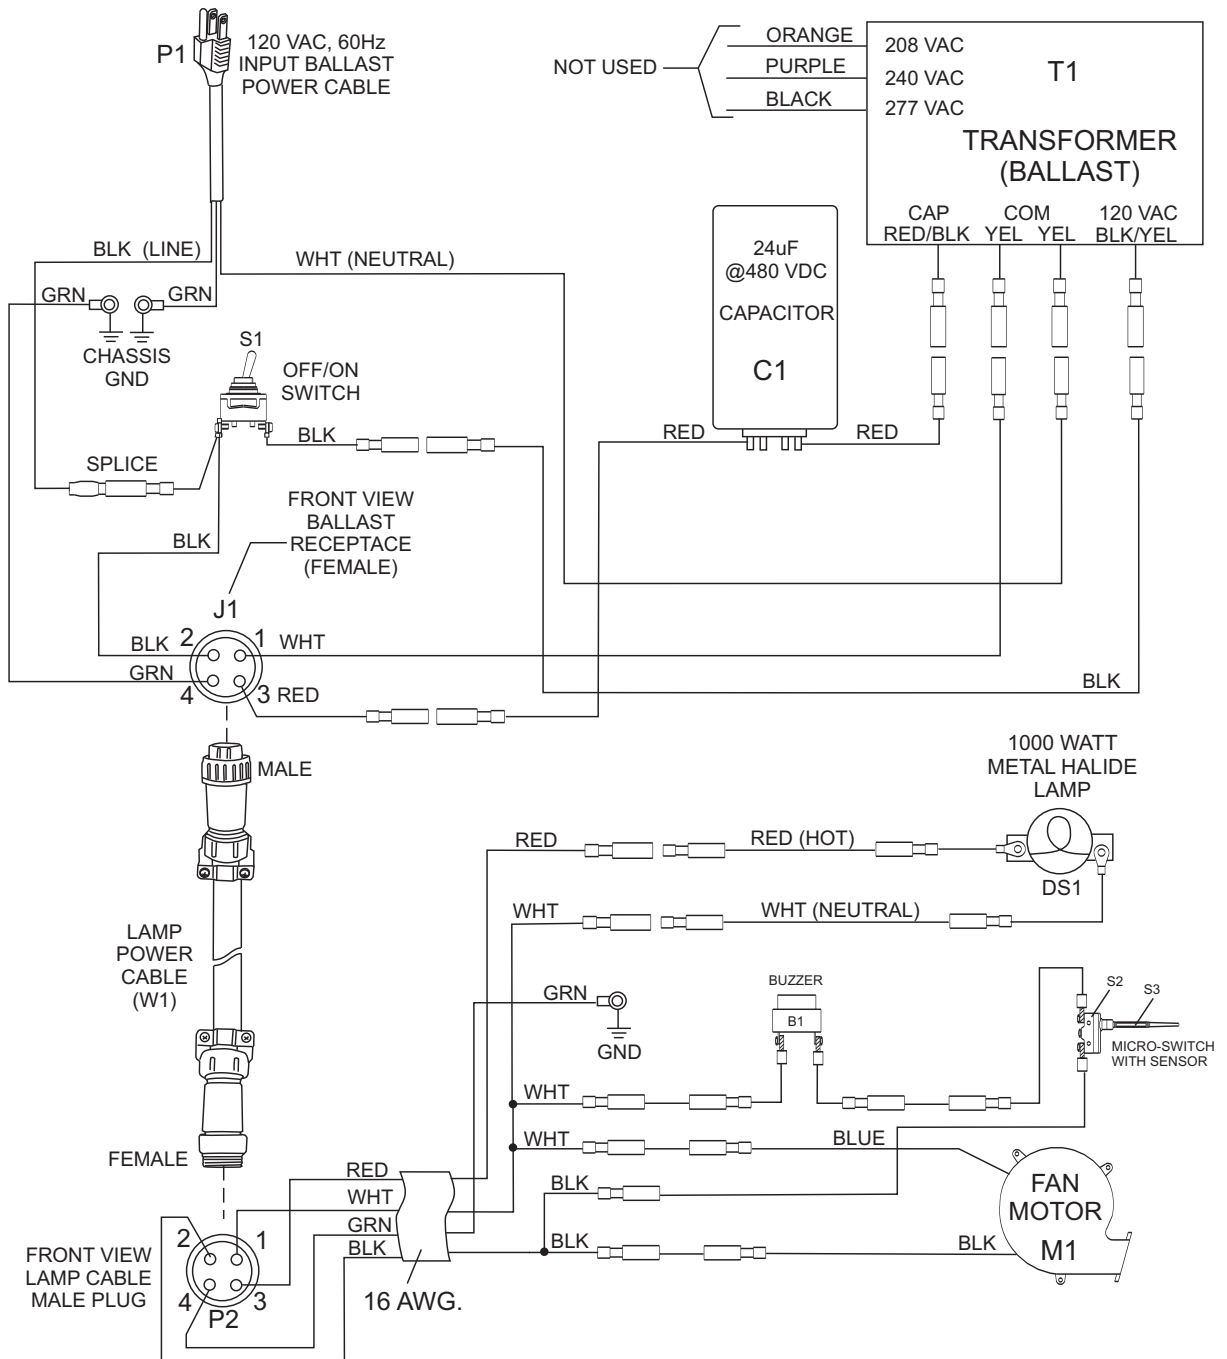 P1
120 VAC, 60Hz
INPUT BALLAST
POWER CABLE
NOT USED
ORANGE
PURPLE
BLACK
208 VAC
240 VAC
277 VAC
T1
TRANSFORMER
(BALLAST)
CAP
RED/BLK
COM
YEL YEL
120 VAC
BLK/YEL
BLK (LINE)
WHT (NEUTRAL)
GRN
GRN
CHASSIS
GND
S1
OFF/ON
SWITCH
24uF
@480 VDC
CAPACITOR
C1
RED
RED
BLK
SPLICE
BLK
FRONT VIEW
BALLAST
RECEPTACE
(FEMALE)
J1
BLK
2
1
WHT
GRN
4
3
RED
BLK
MALE
1000 WATT
METAL HALIDE
LAMP
RED
RED (HOT)
DS1
WHT
WHT (NEUTRAL)
LAMP
POWER
CABLE
(W1)
GRN
GND
BUZZER
B1
S2
S3
MICRO-SWITCH
WITH SENSOR
WHT
WHT
BLUE
FEMALE
RED
WHT
GRN
BLK
BLK
BLK
BLK
FAN
MOTOR
M1
FRONT VIEW
LAMP CABLE
MALE PLUG
2
1
4
3
P2
16 AWG.